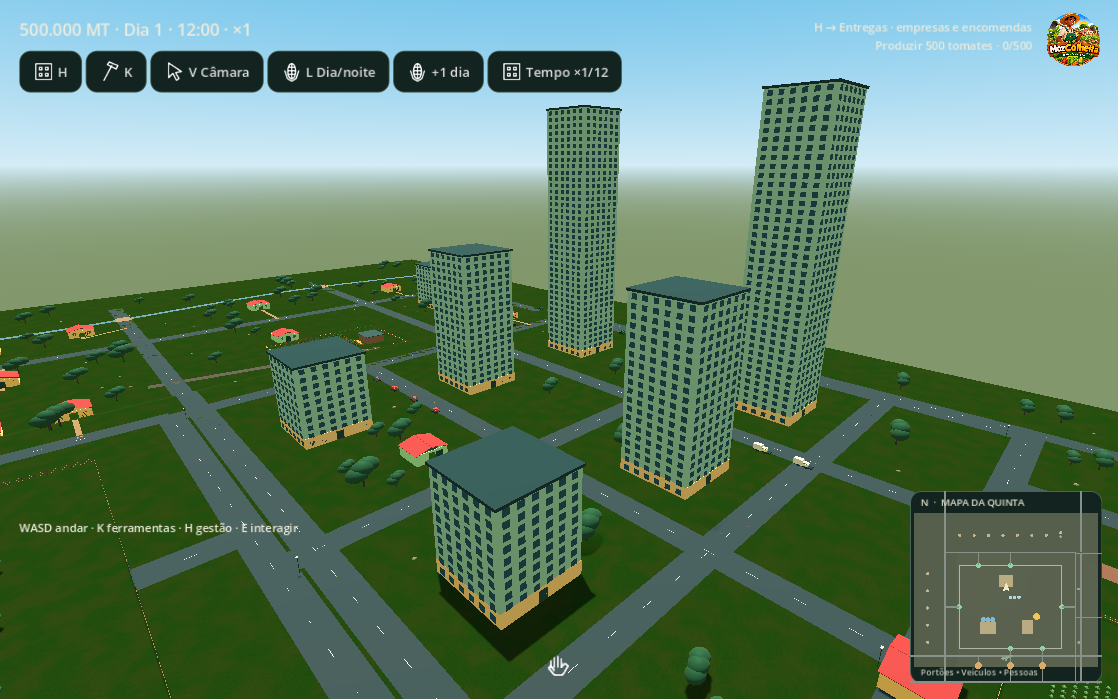 500.000 MT · Dia 1 · 12:00 · ×1
H
K
V Câmara
L Dia/noite
+1 dia
Tempo ×1/12
H → Entregas · empresas e encomendas
Produzir 500 tomates · 0/500
MozColheita
WASD andar · K ferramentas · H gestão · E interagir.
N · MAPA DA QUINTA
Portões • Veículos • Pessoas